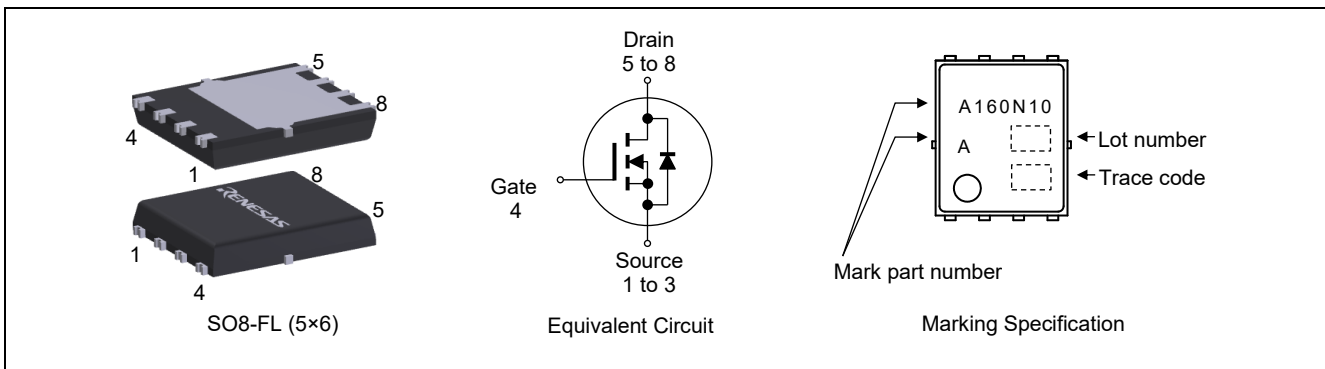 5
8
4
1
8
RENESAS
5
1
4
SO8-FL (5×6)
Drain
5 to 8
Gate
4
Source
1 to 3
Equivalent Circuit
A160N10
A
Lot number
Trace code
Mark part number
Marking Specification